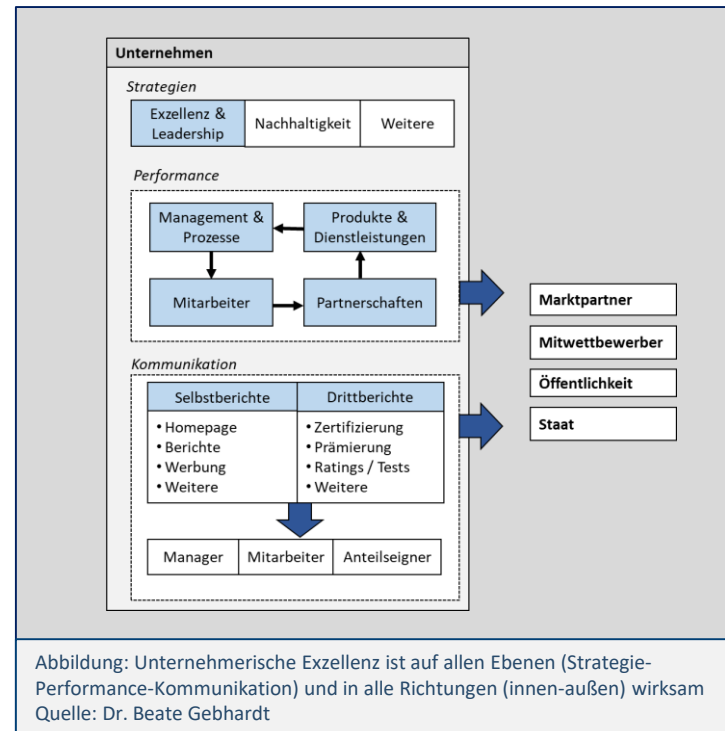 Unternehmen
Strategien
Exzellenz &
Leadership
Nachhaltigkeit
Weitere
Performance
Management &
Prozesse
Produkte &
Dienstleistungen
Mitarbeiter
Partnerschaften
Kommunikation
Selbstberichte
Drittberichte
• Homepage
• Berichte
• Werbung
• Weitere
• Zertifizierung
• Prämierung
• Ratings / Tests
• Weitere
Manager
Mitarbeiter
Anteilseigner
Marktpartner
Mitwettbewerber
Öffentlichkeit
Staat
Abbildung: Unternehmerische Exzellenz ist auf allen Ebenen (Strategie-
Performance-Kommunikation) und in alle Richtungen (innen-außen) wirksam
Quelle: Dr. Beate Gebhardt